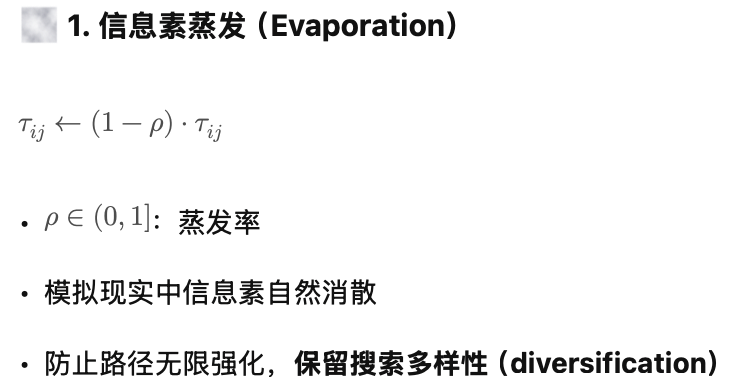 1. 信息素蒸发（Evaporation）
τij ← (1 − ρ) · τij
• ρ ∈ (0, 1]：蒸发率
• 模拟现实中信息素自然消散
• 防止路径无限强化，保留搜索多样性（diversification）